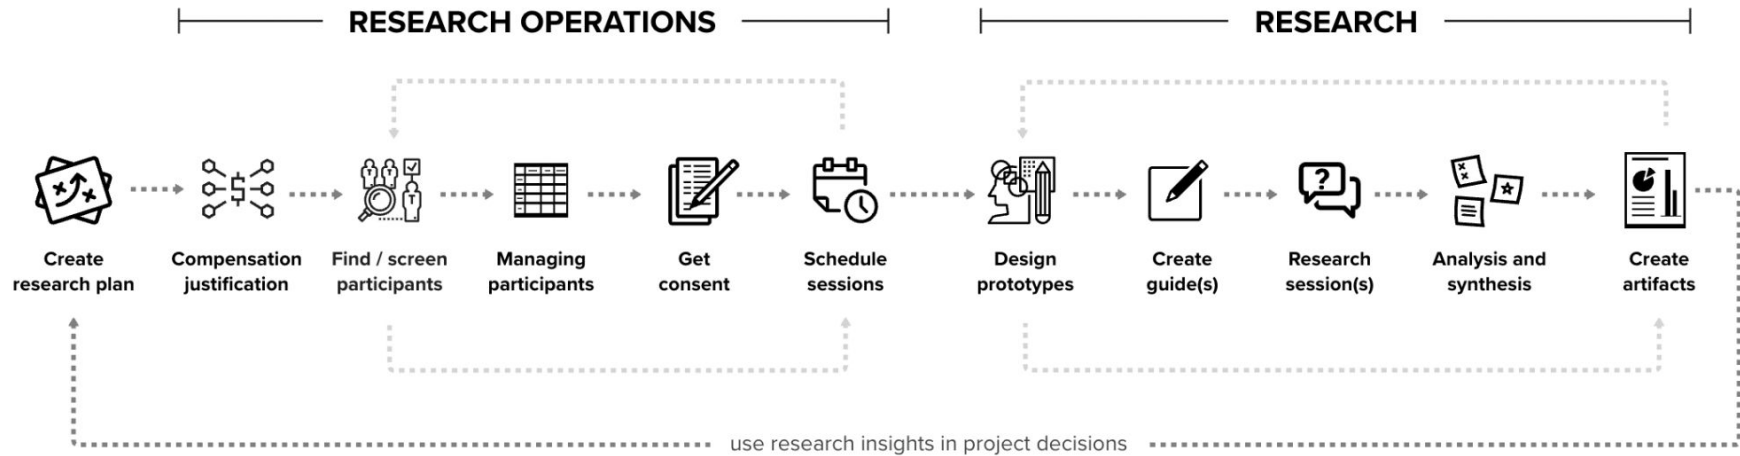 RESEARCH OPERATIONS
RESEARCH
Create
research plan
Compensation
justification
Find / screen
participants
Managing
participants
Get
consent
Schedule
sessions
Design
prototypes
Create
guide(s)
Research
session(s)
Analysis and
synthesis
Create
artifacts
use research insights in project decisions